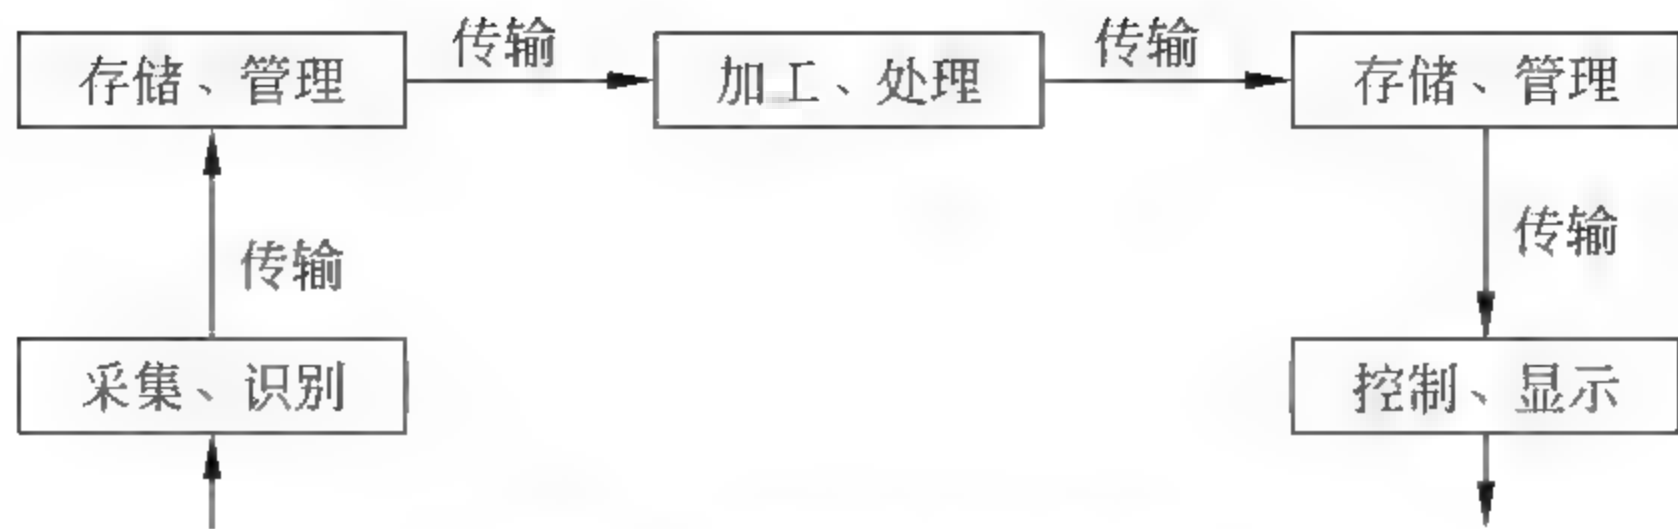 存储、管理
传输
加工、处理
传输
存储、管理
传输
传输
采集、识别
控制、显示